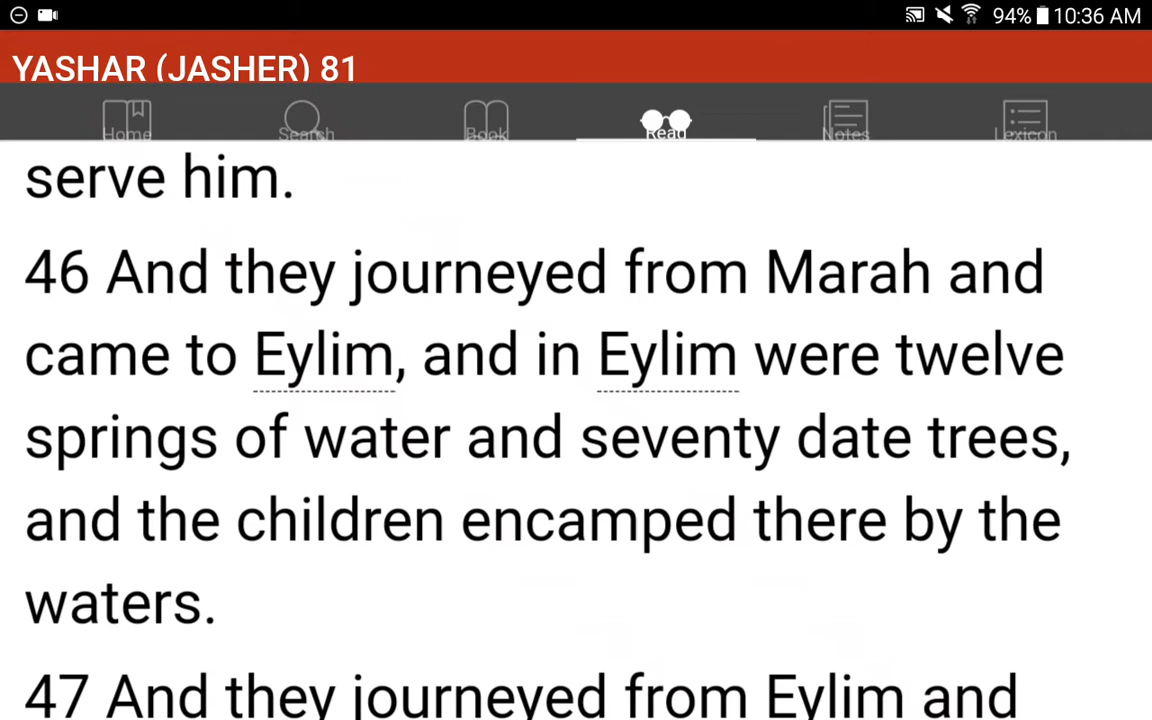 94% 10:36 AM
YASHAR (JASHER) 81
Home Search Book Read Notes Lexicon
serve him.
46 And they journeyed from Marah and
came to Eylim, and in Eylim were twelve
springs of water and seventy date trees,
and the children encamped there by the
waters.
47 And they journeyed from Eylim and